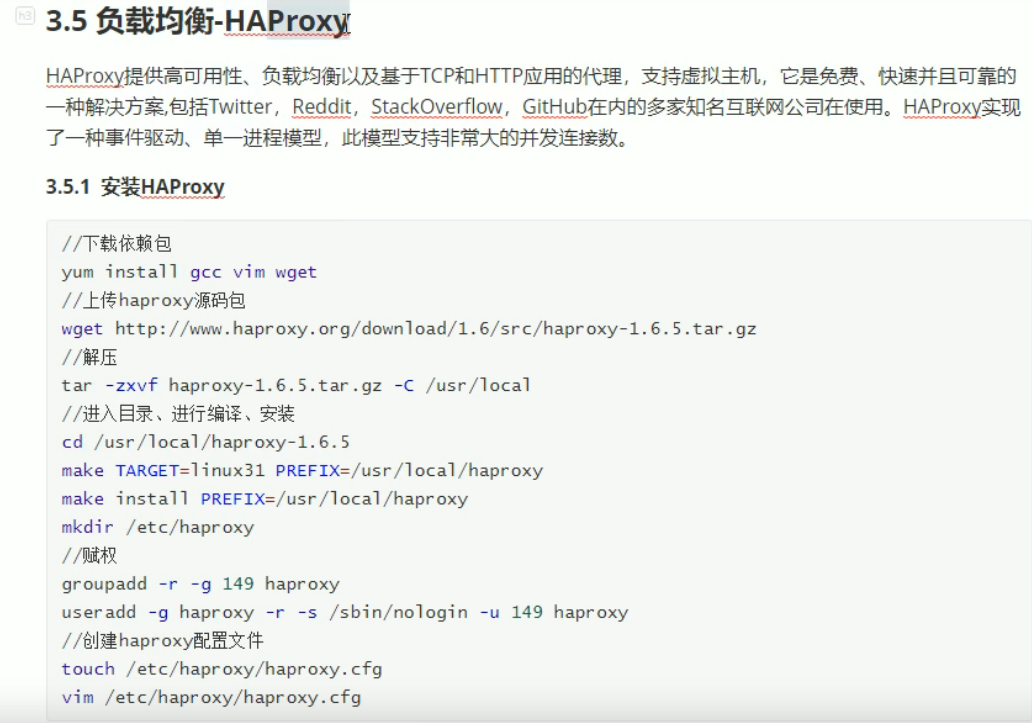 h3
3.5 负载均衡-HAProxy
HAProxy提供高可用性、负载均衡以及基于TCP和HTTP应用的代理，支持虚拟主机，它是免费、快速并且可靠的
一种解决方案,包括Twitter，Reddit，StackOverflow，GitHub在内的多家知名互联网公司在使用。HAProxy实现
了一种事件驱动、单一进程模型，此模型支持非常大的并发连接数。
3.5.1 安装HAProxy
//下载依赖包
yum install gcc vim wget
//上传haproxy源码包
wget http://www.haproxy.org/download/1.6/src/haproxy-1.6.5.tar.gz
//解压
tar -zxvf haproxy-1.6.5.tar.gz -C /usr/local
//进入目录、进行编译、安装
cd /usr/local/haproxy-1.6.5
make TARGET=linux31 PREFIX=/usr/local/haproxy
make install PREFIX=/usr/local/haproxy
mkdir /etc/haproxy
//赋权
groupadd -r -g 149 haproxy
useradd -g haproxy -r -s /sbin/nologin -u 149 haproxy
//创建haproxy配置文件
touch /etc/haproxy/haproxy.cfg
vim /etc/haproxy/haproxy.cfg